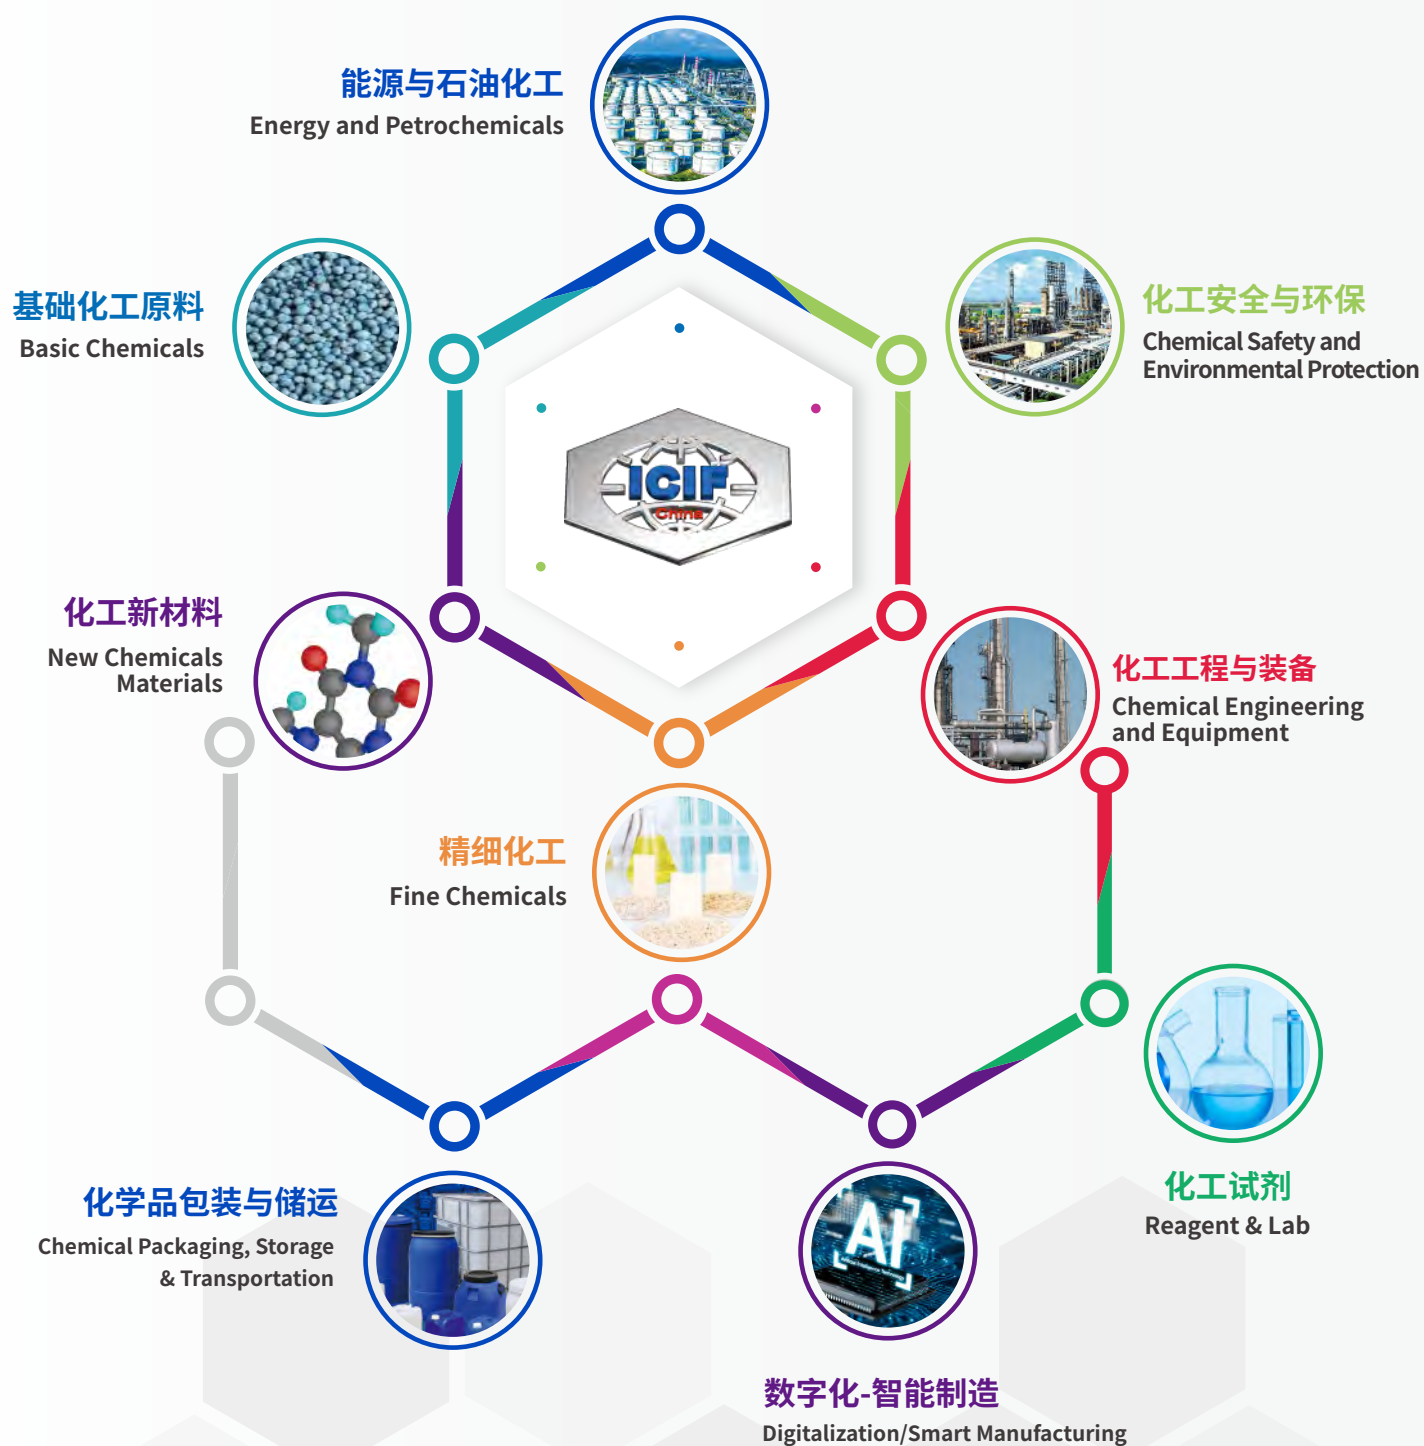 能源与石油化工
Energy and Petrochemicals
基础化工原料
Basic Chemicals
化工安全与环保
Chemical Safety and
Environmental Protection
ICIF
China
化工新材料
New Chemicals
Materials
化工工程与装备
Chemical Engineering
and Equipment
精细化工
Fine Chemicals
化工试剂
Reagent & Lab
化学品包装与储运
Chemical Packaging, Storage
& Transportation
AI
数字化-智能制造
Digitalization/Smart Manufacturing